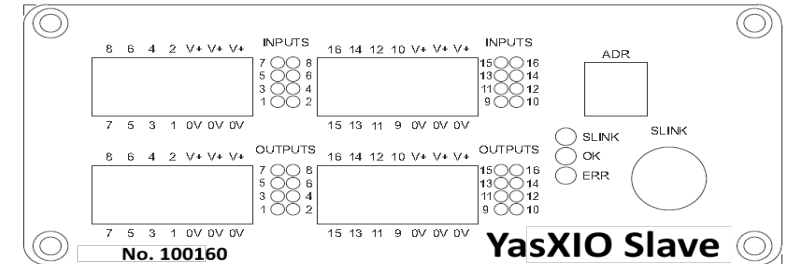 INPUTS INPUTS
8 6 4 2 V+ V+ V+ 16 14 12 10 V+ V+ V+ ADR
7 8 15 16
5 6 13 14
3 4 11 12
1 2 9 10
7 5 3 1 0V 0V 0V 15 13 11 9 0V 0V 0V
SLINK SLINK
OK
ERR
OUTPUTS OUTPUTS
8 6 4 2 V+ V+ V+ 16 14 12 10 V+ V+ V+
7 8 15 16
5 6 13 14
3 4 11 12
1 2 9 10
7 5 3 1 0V 0V 0V 15 13 11 9 0V 0V 0V
No. 100160 YasXIO Slave